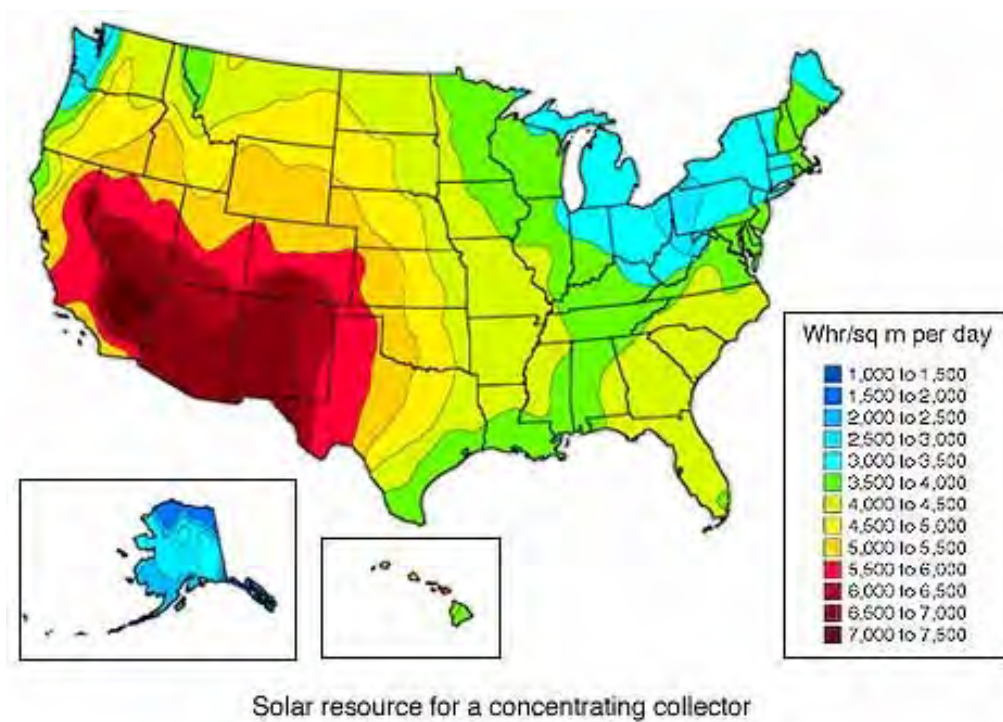 Whr/sq m per day
1,000 to 1,500
1,500 to 2,000
2,000 to 2,500
2,500 to 3,000
3,000 to 3,500
3,500 to 4,000
4,000 to 4,500
4,500 to 5,000
5,000 to 5,500
5,500 to 6,000
6,000 to 6,500
6,500 to 7,000
7,000 to 7,500
Solar resource for a concentrating collector